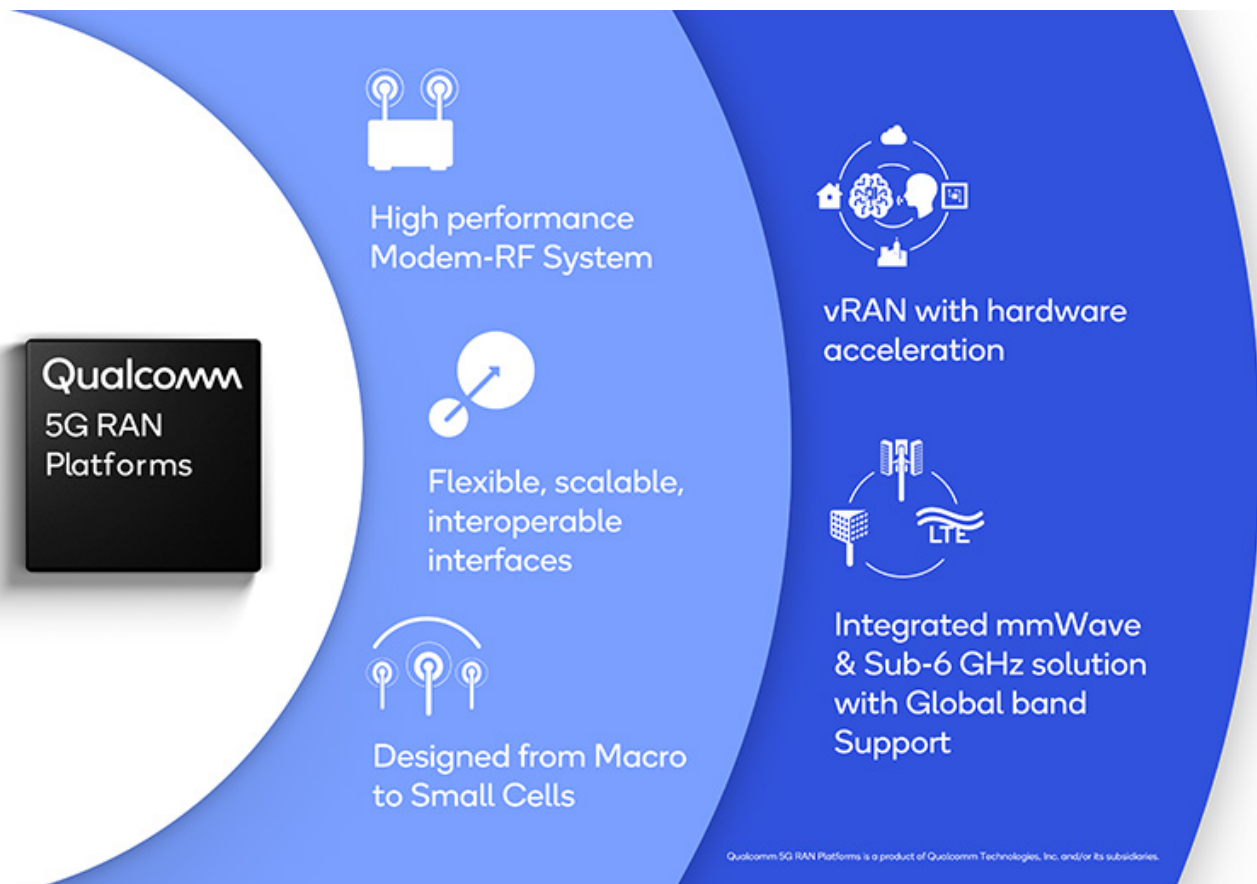 Qualcomm
5G RAN
Platforms
High performance
Modem-RF System
Flexible, scalable,
interoperable
interfaces
Designed from Macro
to Small Cells
vRAN with hardware
acceleration
LTE
Integrated mmWave
& Sub-6 GHz solution
with Global band
Support
Qualcomm 5G RAN Platforms is a product of Qualcomm Technologies, Inc. and/or its subsidiaries.